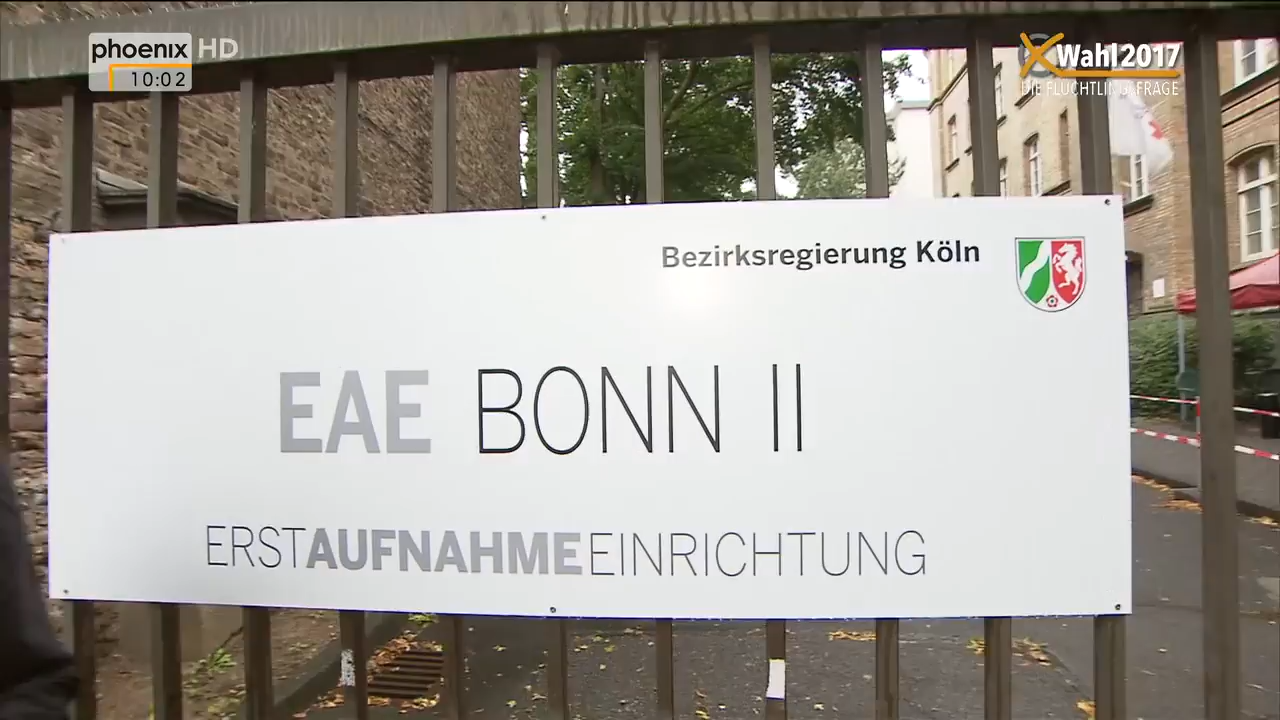 phoenix HD
10:02
Wahl2017
DIE FLÜCHTLINGSFRAGE
Bezirksregierung Köln
EAE BONN II
ERSTAUFNAHMEEINRICHTUNG